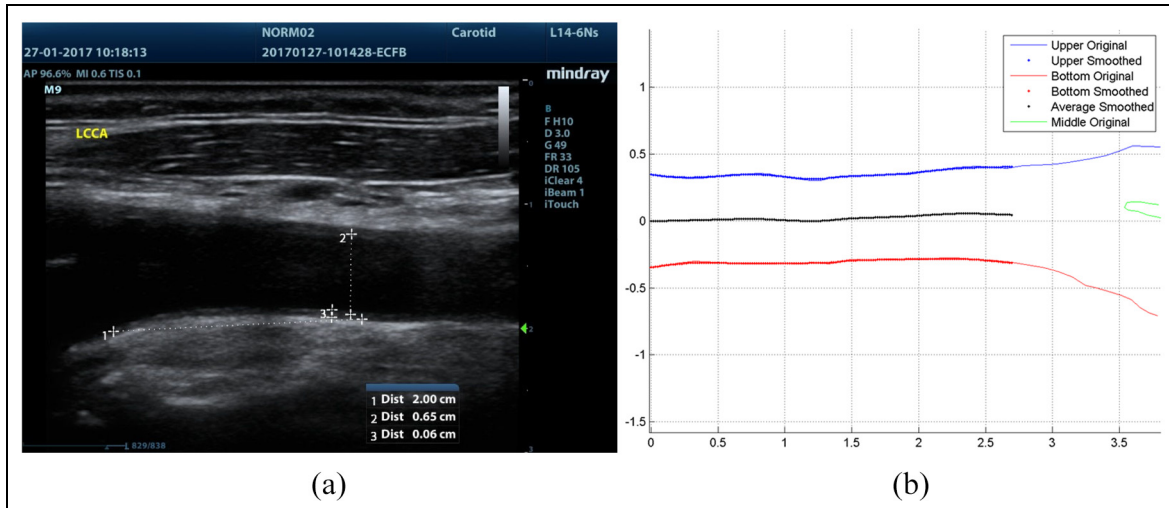 NORM02 Carotid L14-6Ns
27-01-2017 10:18:13 20170127-101428-ECFB
AP 96.6% MI 0.6 TIS 0.1 mindray
M9
LCCA
B
F H10
D 3.0
G 49
FR 33
DR 105
iClear 4
iBeam 1
iTouch
0
1
2
3
2
3
1
1 Dist 2.00 cm
2 Dist 0.65 cm
3 Dist 0.06 cm
829/838
(a)
Upper Original
Upper Smoothed
Bottom Original
Bottom Smoothed
Average Smoothed
Middle Original
1
0.5
0
-0.5
-1
-1.5
0 0.5 1 1.5 2 2.5 3 3.5
(b)